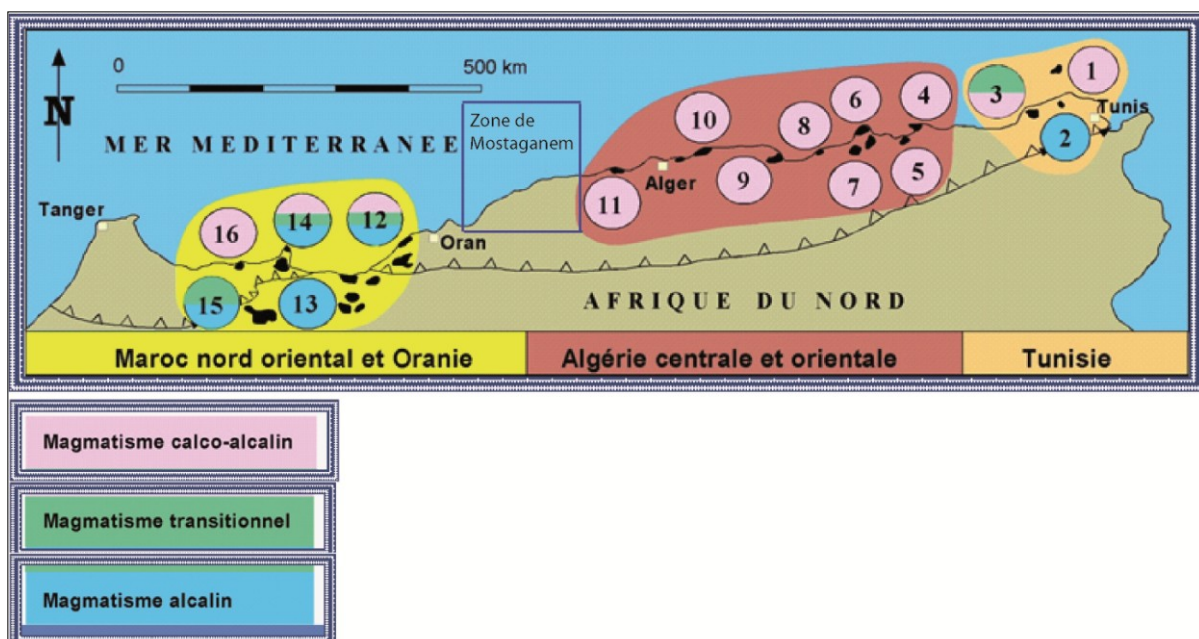 0 500 km
N
MER MEDITERRANEE
Zone de
Mostaganem
Tanger
Alger
Oran
Tunis
1
2
3
4
5
6
7
8
9
10
11
12
13
14
15
16
AFRIQUE DU NORD
Maroc nord oriental et Oranie
Algérie centrale et orientale
Tunisie
Magmatisme calco-alcalin
Magmatisme transitionnel
Magmatisme alcalin